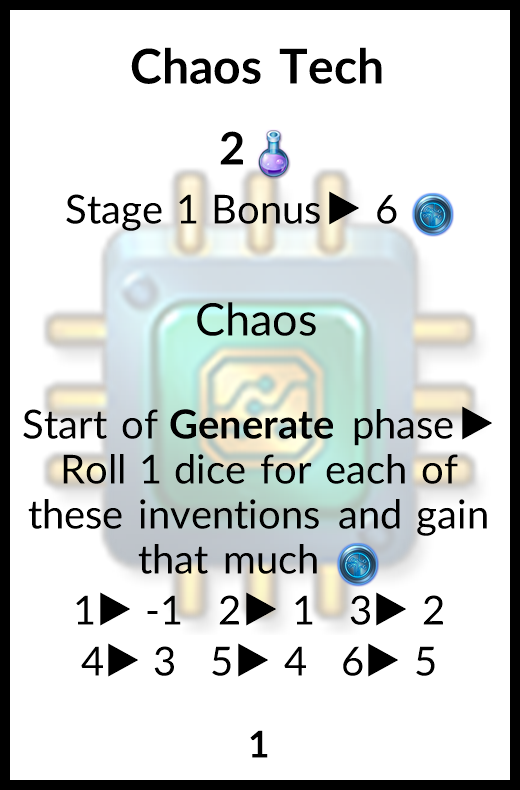 Chaos Tech
2
Stage 1 Bonus▶ 6
Chaos
Start of Generate phase▶
Roll 1 dice for each of
these inventions and gain
that much
1▶ -1 2▶ 1 3▶ 2
4▶ 3 5▶ 4 6▶ 5
1